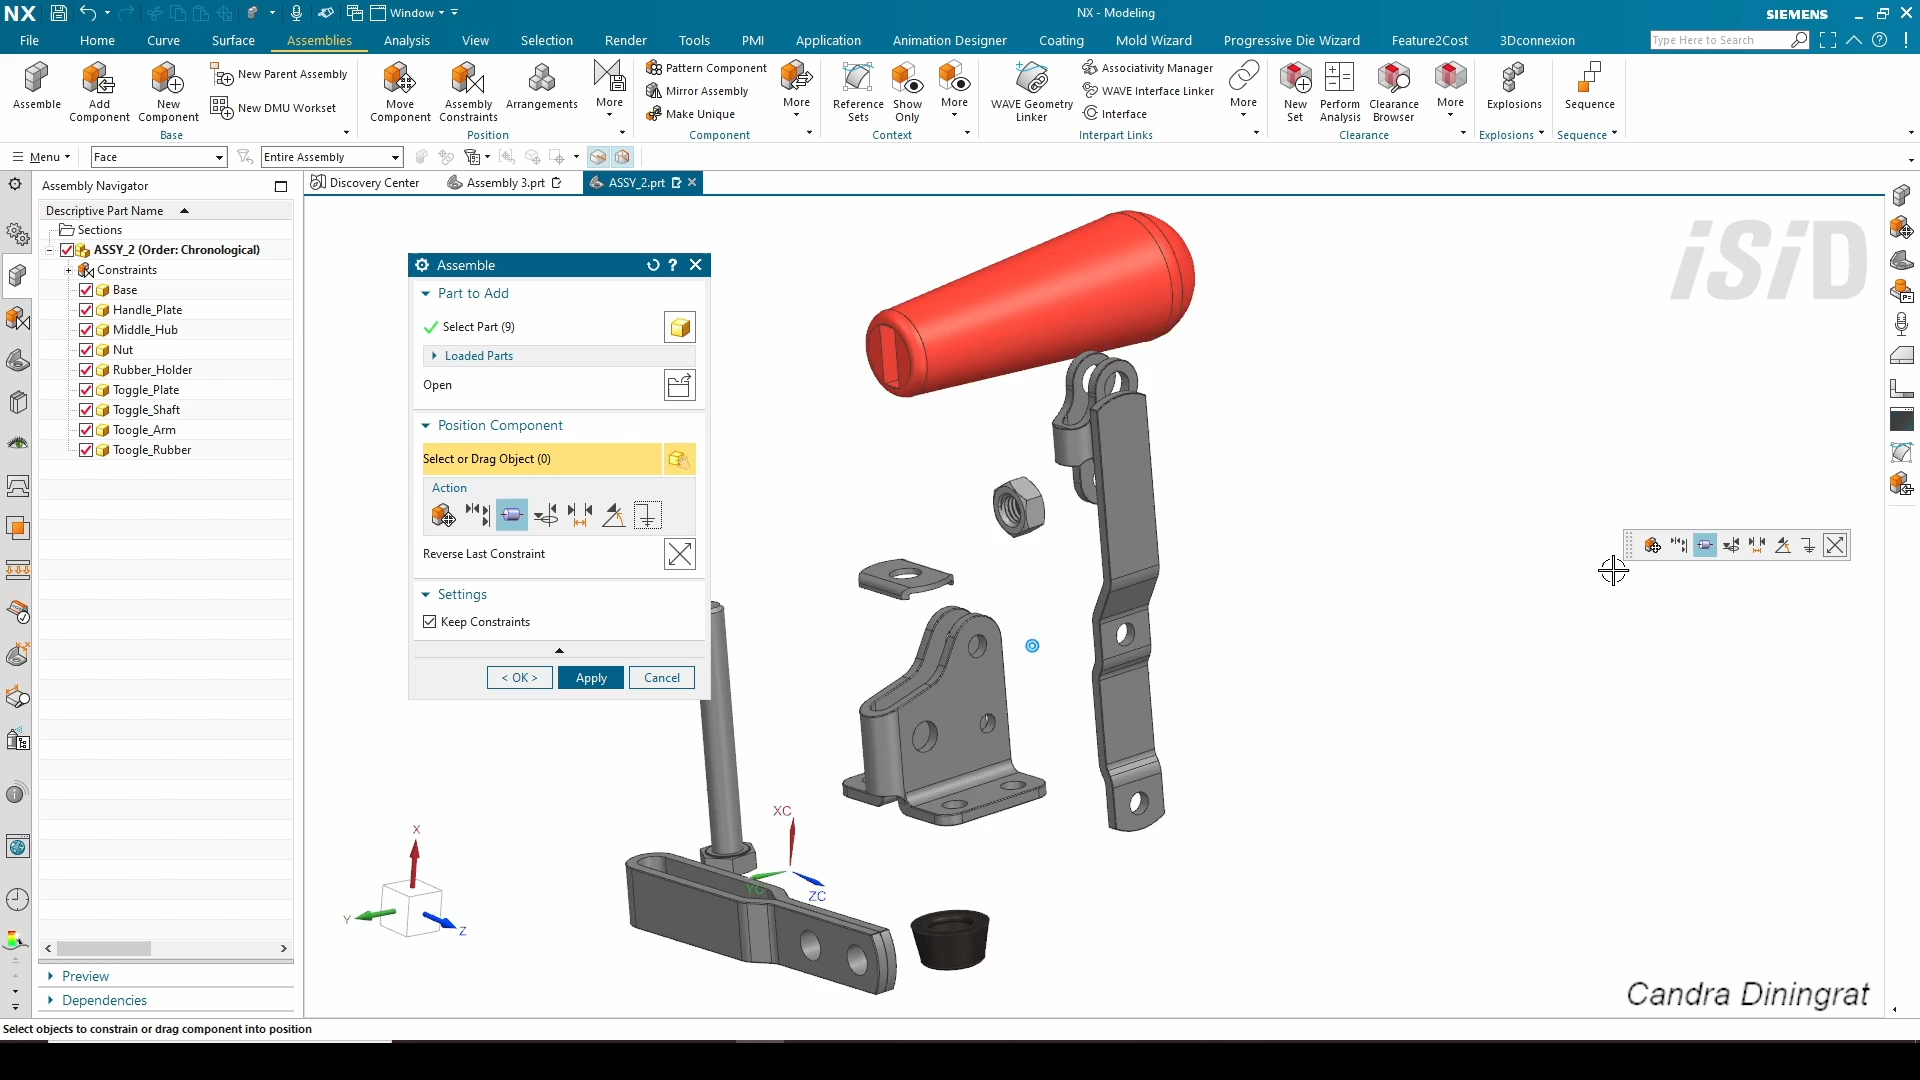 NX
Window
NX - Modeling
SIEMENS
File
Home
Curve
Surface
Assemblies
Analysis
View
Selection
Render
Tools
PMI
Application
Animation Designer
Coating
Mold Wizard
Progressive Die Wizard
Feature2Cost
3Dconnexion
Type Here to Search
Assemble
Add Component
New Component
New Parent Assembly
New DMU Workset
Base
Move Component
Assembly Constraints
Arrangements
More
Position
Pattern Component
Mirror Assembly
Make Unique
More
Component
Reference Sets
Show Only
More
Context
WAVE Geometry Linker
Associativity Manager
WAVE Interface Linker
Interface
More
Interpart Links
New Set
Perform Analysis
Clearance Browser
More
Clearance
Explosions
Explosions
Sequence
Sequence
Menu
Face
Entire Assembly
Assembly Navigator
Discovery Center
Assembly 3.prt
ASSY_2.prt
Descriptive Part Name
Sections
ASSY_2 (Order: Chronological)
Constraints
Base
Handle_Plate
Middle_Hub
Nut
Rubber_Holder
Toggle_Plate
Toggle_Shaft
Toogle_Arm
Toogle_Rubber
Preview
Dependencies
Assemble
Part to Add
Select Part (9)
Loaded Parts
Open
Position Component
Select or Drag Object (0)
Action
Reverse Last Constraint
Settings
Keep Constraints
< OK >
Apply
Cancel
iSiD
XC
YC
ZC
X
Y
Z
Candra Diningrat
Select objects to constrain or drag component into position